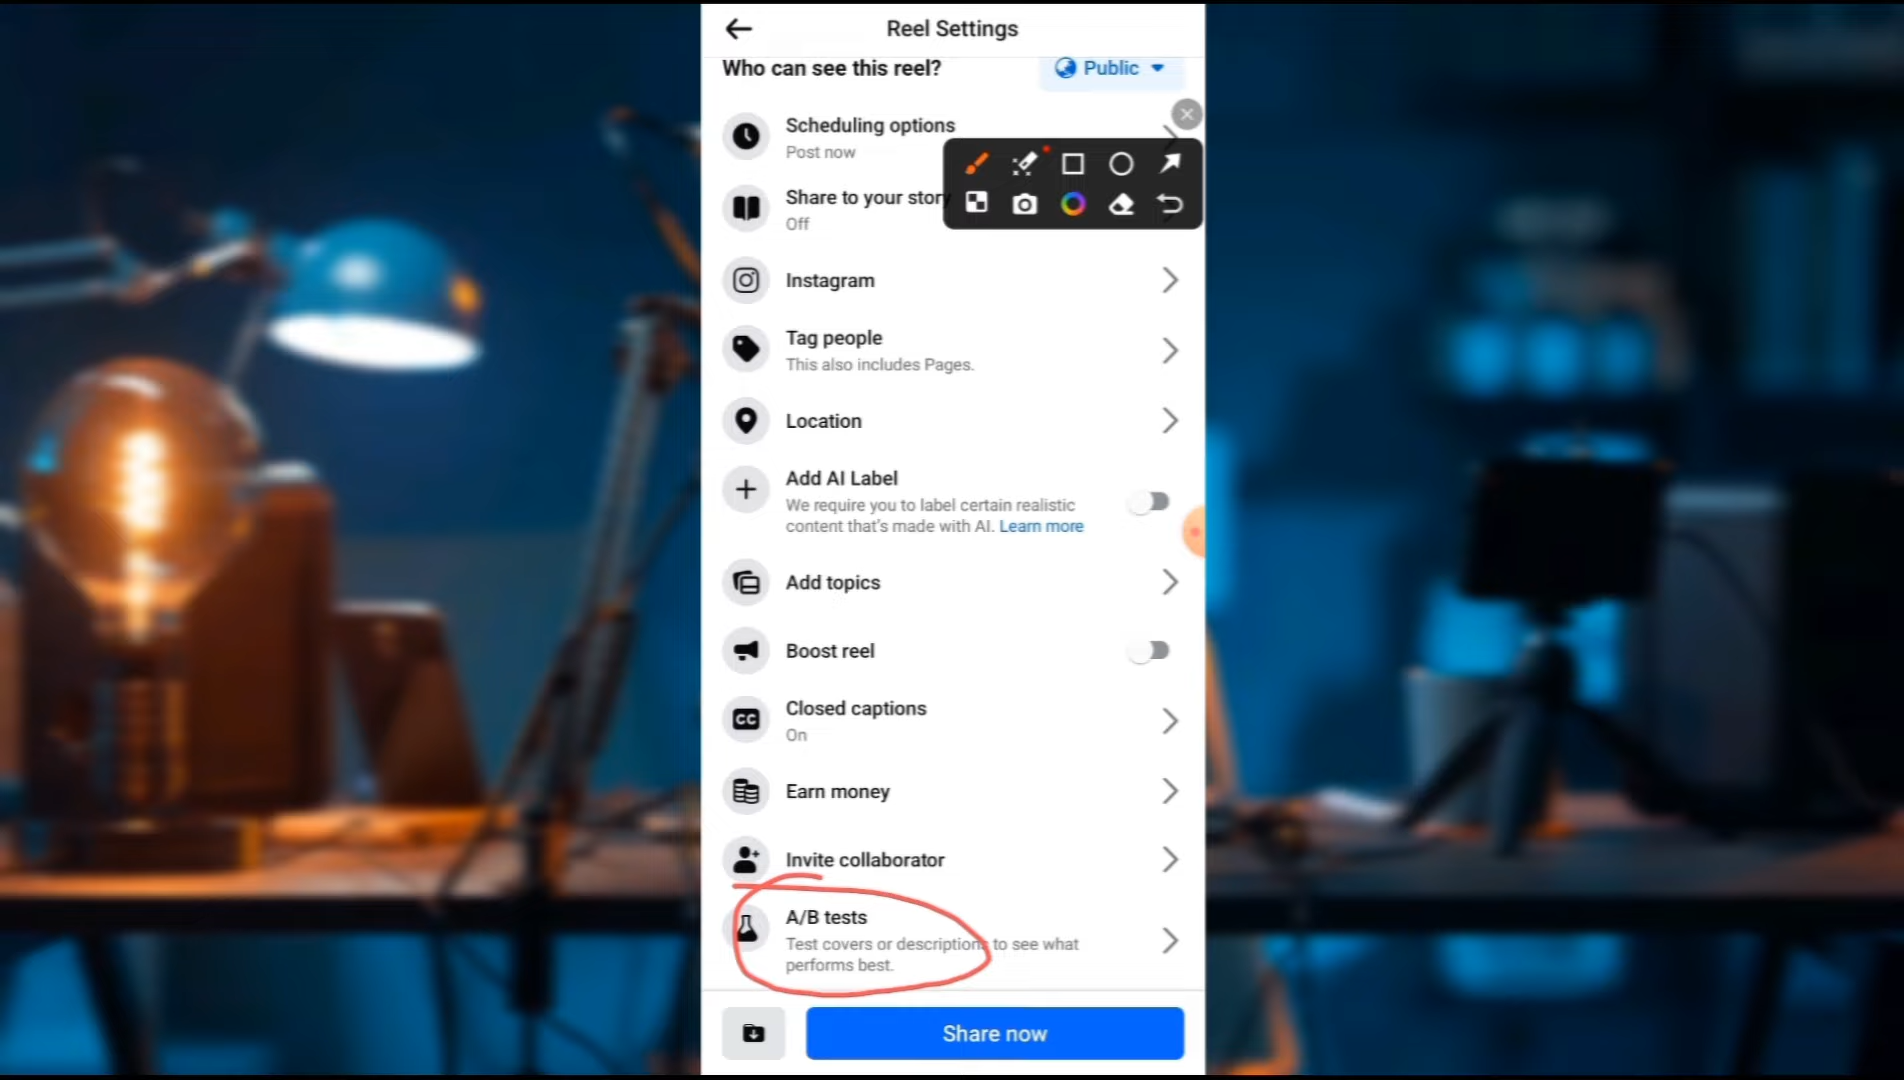 Reel Settings
Who can see this reel?
Public
Scheduling options
Post now
Share to your story
Off
Instagram
Tag people
This also includes Pages.
Location
Add AI Label
We require you to label certain realistic
content that's made with AI. Learn more
Add topics
Boost reel
CC
Closed captions
On
Earn money
Invite collaborator
A/B tests
Test covers or descriptions to see what
performs best.
Share now